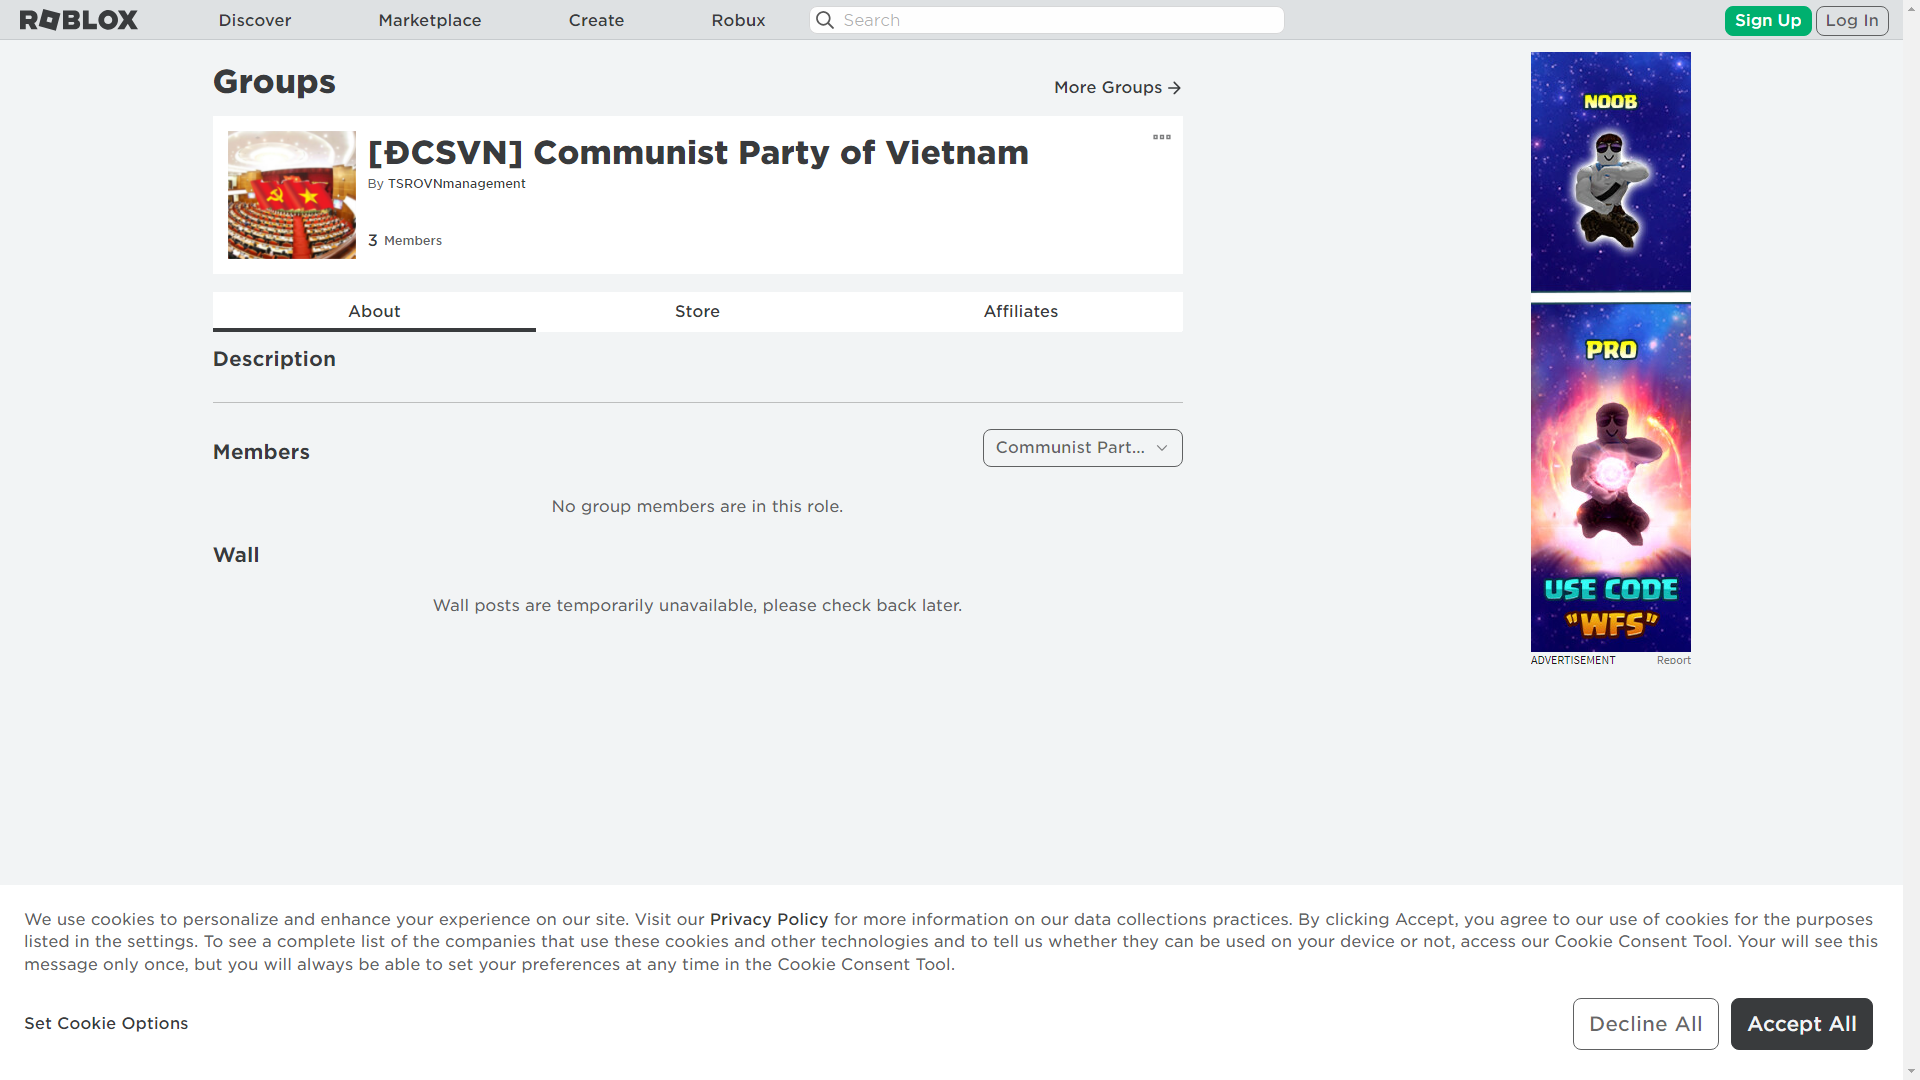 ROBLOX
Discover
Marketplace
Create
Robux
Search
Sign Up
Log In
Groups
More Groups
[ĐCSVN] Communist Party of Vietnam
By TSROVNmanagement
3 Members
About
Store
Affiliates
Description
Members
Communist Part...
No group members are in this role.
Wall
Wall posts are temporarily unavailable, please check back later.
NOOB
PRO
USE CODE
"WFS"
ADVERTISEMENT
Report
We use cookies to personalize and enhance your experience on our site. Visit our Privacy Policy for more information on our data collections practices. By clicking Accept, you agree to our use of cookies for the purposes
listed in the settings. To see a complete list of the companies that use these cookies and other technologies and to tell us whether they can be used on your device or not, access our Cookie Consent Tool. Your will see this
message only once, but you will always be able to set your preferences at any time in the Cookie Consent Tool.
Set Cookie Options
Decline All
Accept All